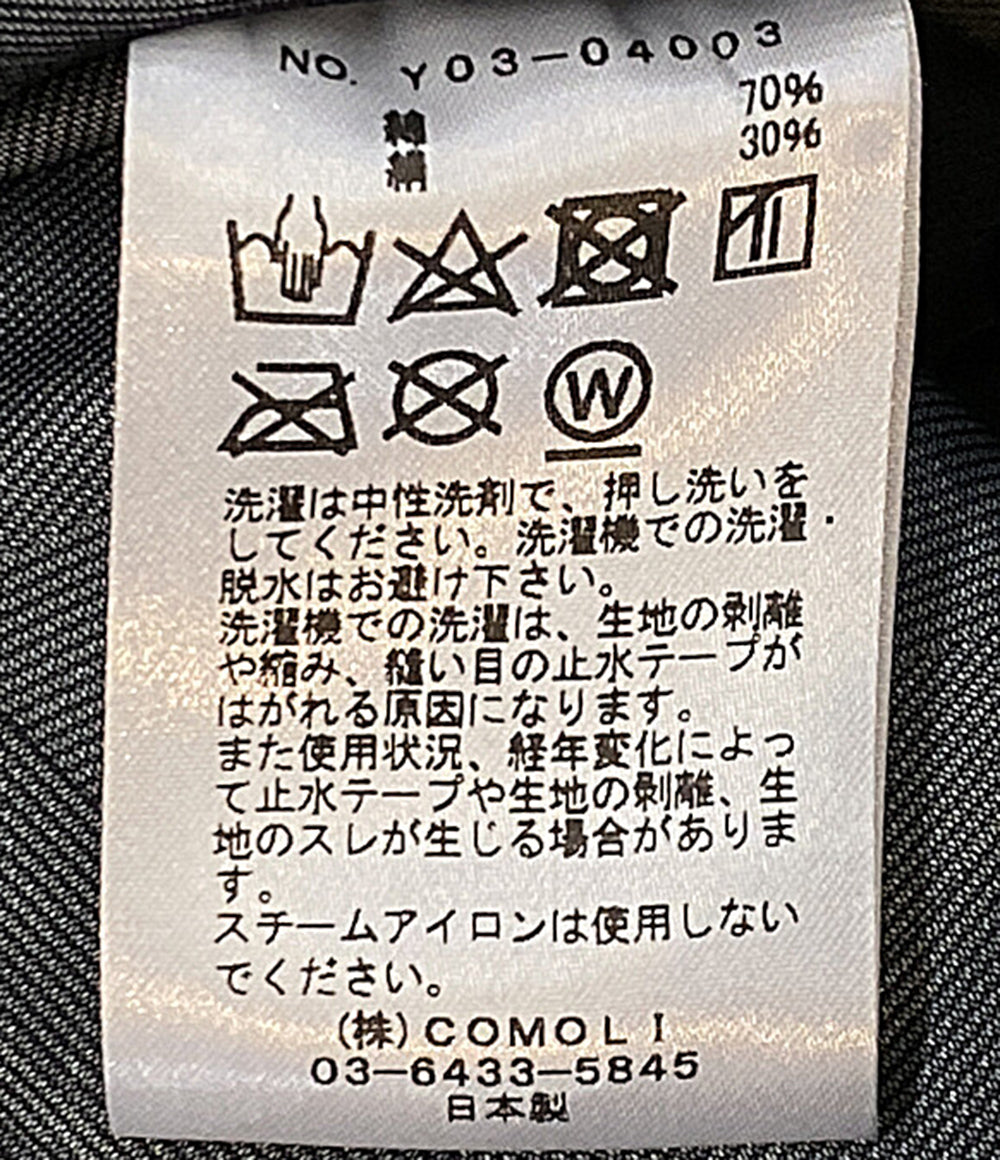 NO. Y03-04003
綿 70%
30%
W
洗濯は中性洗剤で、押し洗いを
してください。洗濯機での洗濯・
脱水はお避け下さい。
洗濯機での洗濯は、生地の剥離
や縮み、縫い目の止水テープが
はがれる原因になります。
また使用状況、経年変化によっ
て止水テープや生地の剥離、生
地のスレが生じる場合がありま
す。
スチームアイロンは使用しない
でください。
(株)COMOLI
03-6433-5845
日本製